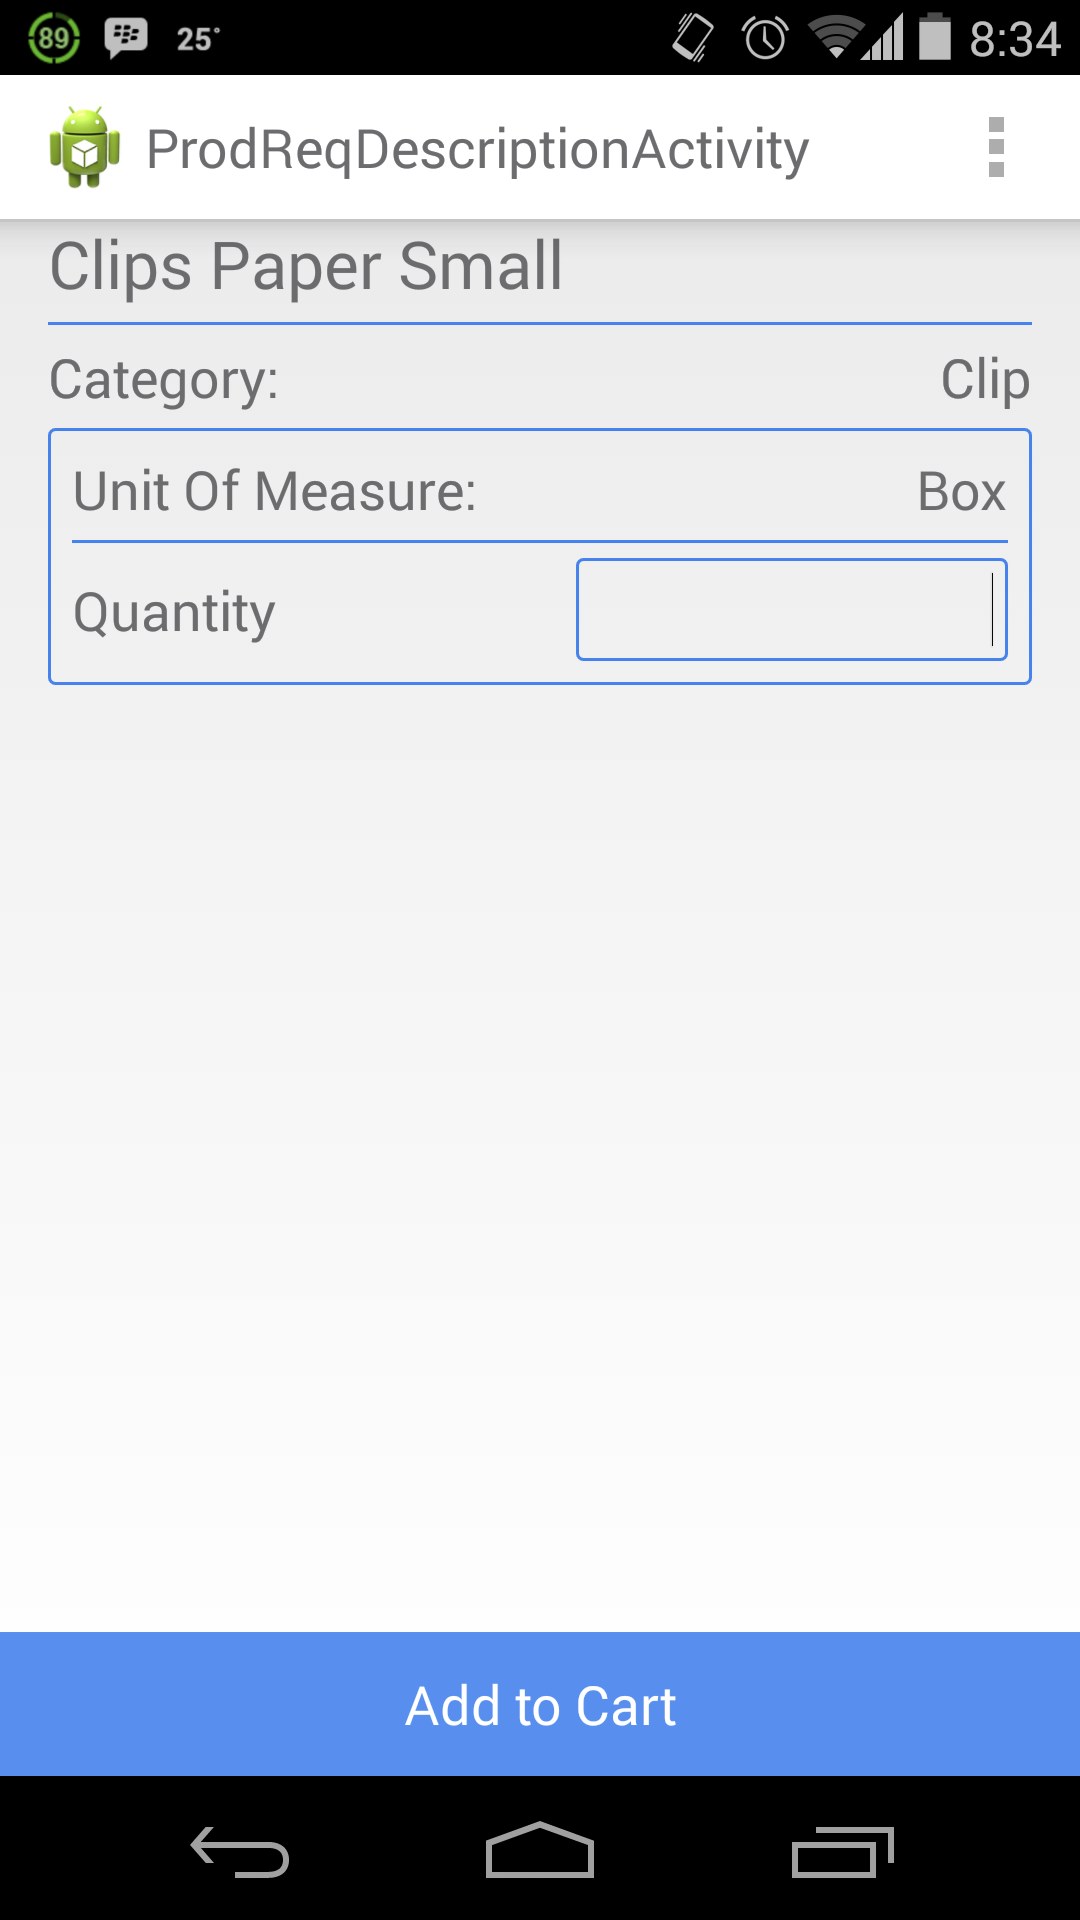 89 25° 8:34
ProdReqDescriptionActivity
Clips Paper Small
Category: Clip
Unit Of Measure: Box
Quantity
Add to Cart